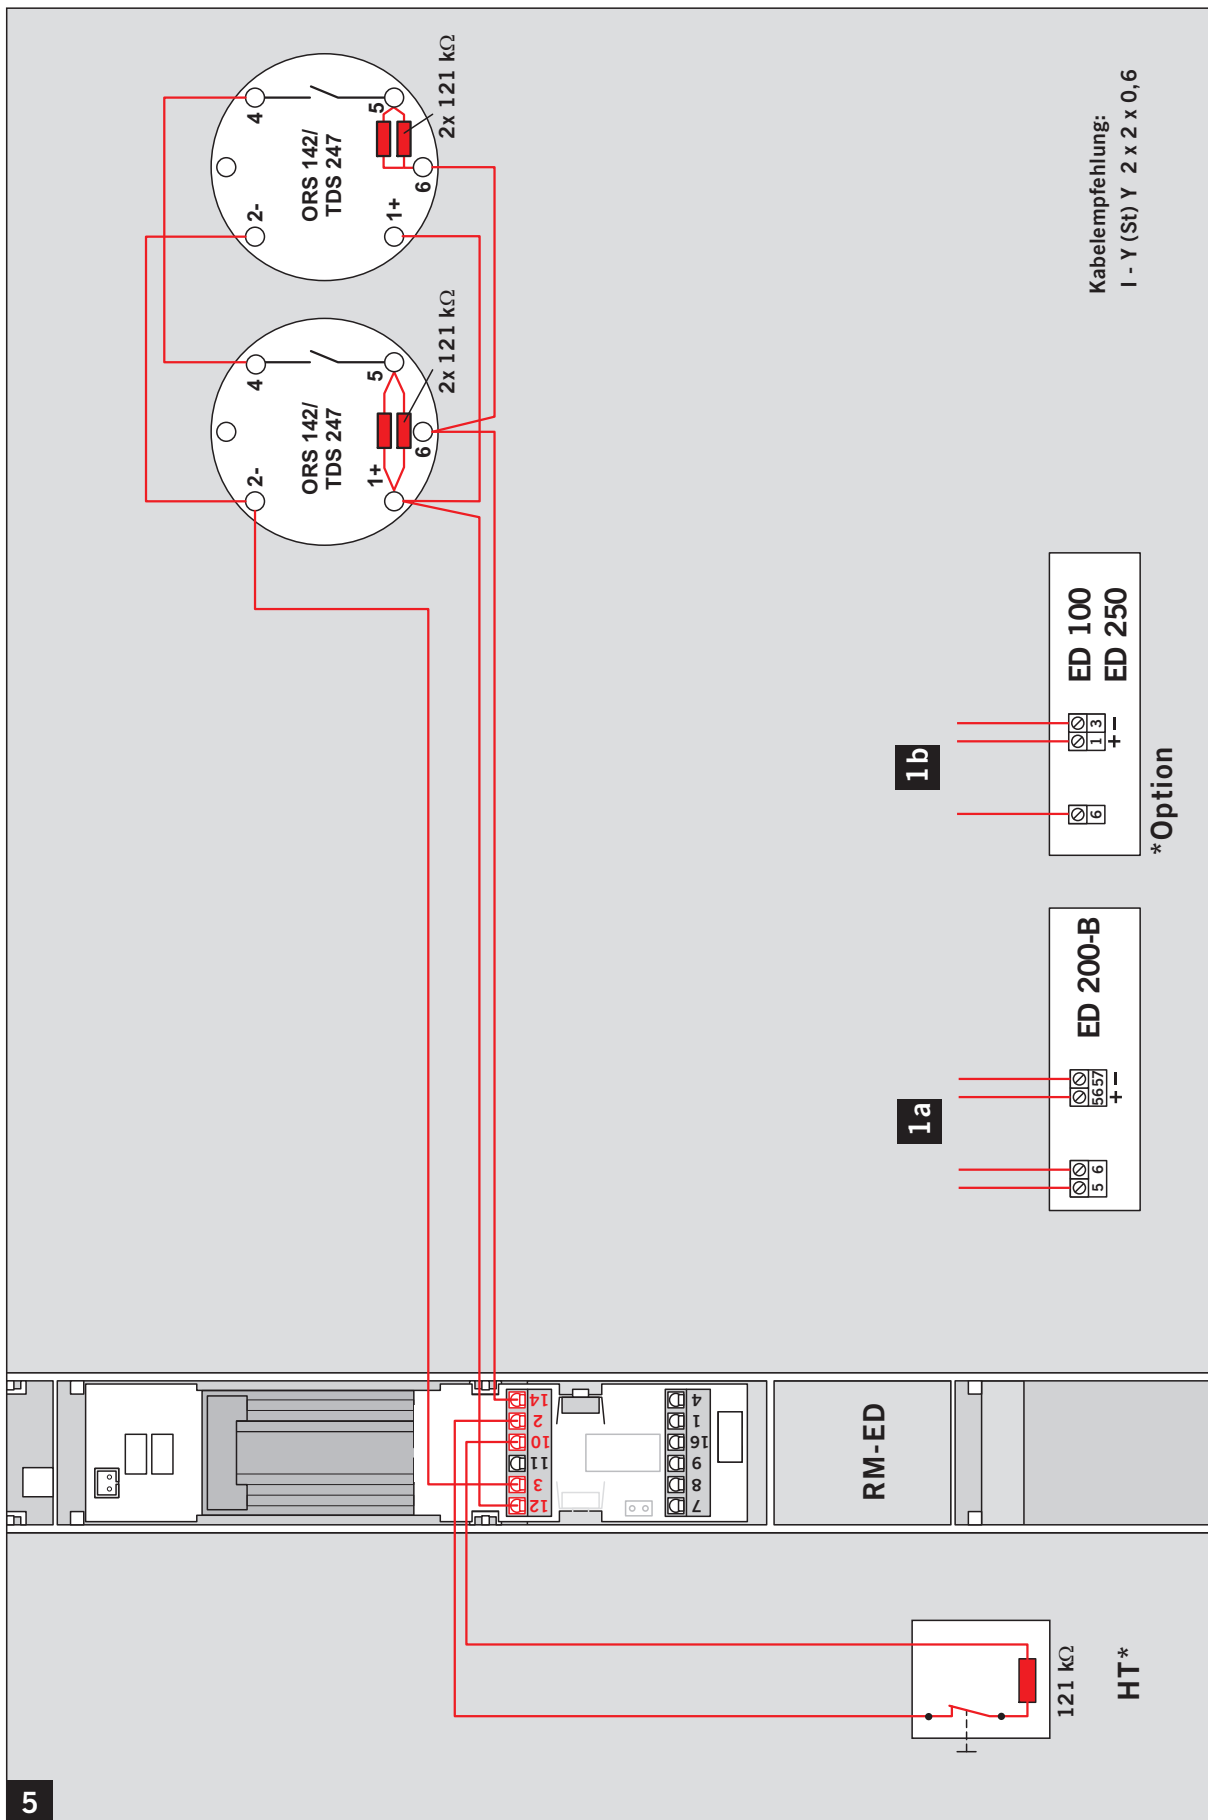 5
4
5
2-
1+
6
ORS 142/
TDS 247
2x 121 kΩ
4
5
2-
1+
6
ORS 142/
TDS 247
2x 121 kΩ
Kabelempfehlung:
I - Y (St) Y 2 x 2 x 0,6
1b
6
1 3
+ −
ED 100
ED 250
*Option
1a
5 6
56 57
+ −
ED 200-B
12 3 11 10 2 14
7 8 9 16 1 4
RM-ED
121 kΩ
HT*